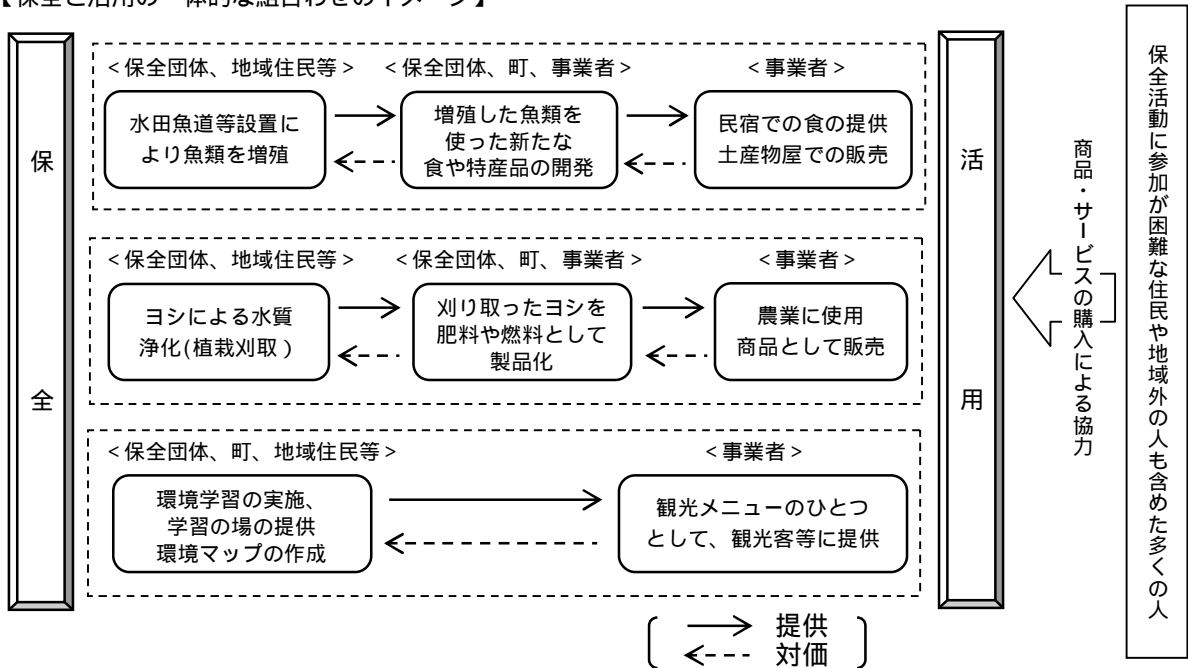 【保全と活用の一体的な組合わせのイメージ】
保全
<保全団体、地域住民等>
水田魚道等設置に
より魚類を増殖
<保全団体、町、事業者>
増殖した魚類を
使った新たな
食や特産品の開発
<事業者>
民宿での食の提供
土産物屋での販売
<保全団体、地域住民等>
ヨシによる水質
浄化(植栽刈取)
<保全団体、町、事業者>
刈り取ったヨシを
肥料や燃料として
製品化
<事業者>
農業に使用
商品として販売
<保全団体、町、地域住民等>
環境学習の実施、
学習の場の提供
環境マップの作成
<事業者>
観光メニューのひとつ
として、観光客等に提供
活用
商品・サービスの購入による協力
保全活動に参加が困難な住民や地域外の人も含めた多くの人
提供
対価